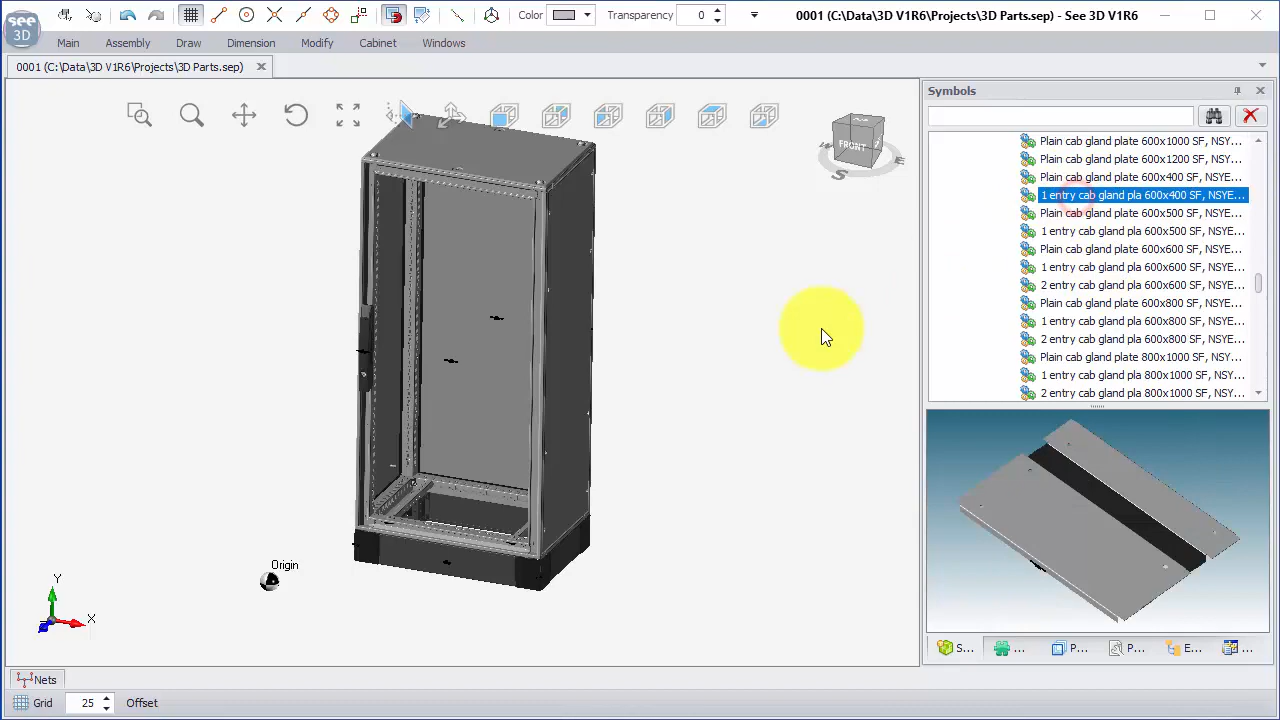 see
3D
Color
Transparency
0
0001 (C:\Data\3D V1R6\Projects\3D Parts.sep) - See 3D V1R6
Main
Assembly
Draw
Dimension
Modify
Cabinet
Windows
0001 (C:\Data\3D V1R6\Projects\3D Parts.sep)
Symbols
FRONT
S
E
Plain cab gland plate 600x1000 SF, NSY...
Plain cab gland plate 600x1200 SF, NSY...
Plain cab gland plate 600x400 SF, NSY...
1 entry cab gland pla 600x400 SF, NSYE...
Plain cab gland plate 600x500 SF, NSY...
1 entry cab gland pla 600x500 SF, NSYE...
Plain cab gland plate 600x600 SF, NSY...
1 entry cab gland pla 600x600 SF, NSYE...
2 entry cab gland pla 600x600 SF, NSYE...
Plain cab gland plate 600x800 SF, NSY...
1 entry cab gland pla 600x800 SF, NSYE...
2 entry cab gland pla 600x800 SF, NSYE...
Plain cab gland plate 800x1000 SF, NSY...
1 entry cab gland pla 800x1000 SF, NSY...
2 entry cab gland pla 800x1000 SF, NSY...
Origin
Y
X
S...
...
P...
P...
E...
...
Nets
Grid
25
Offset